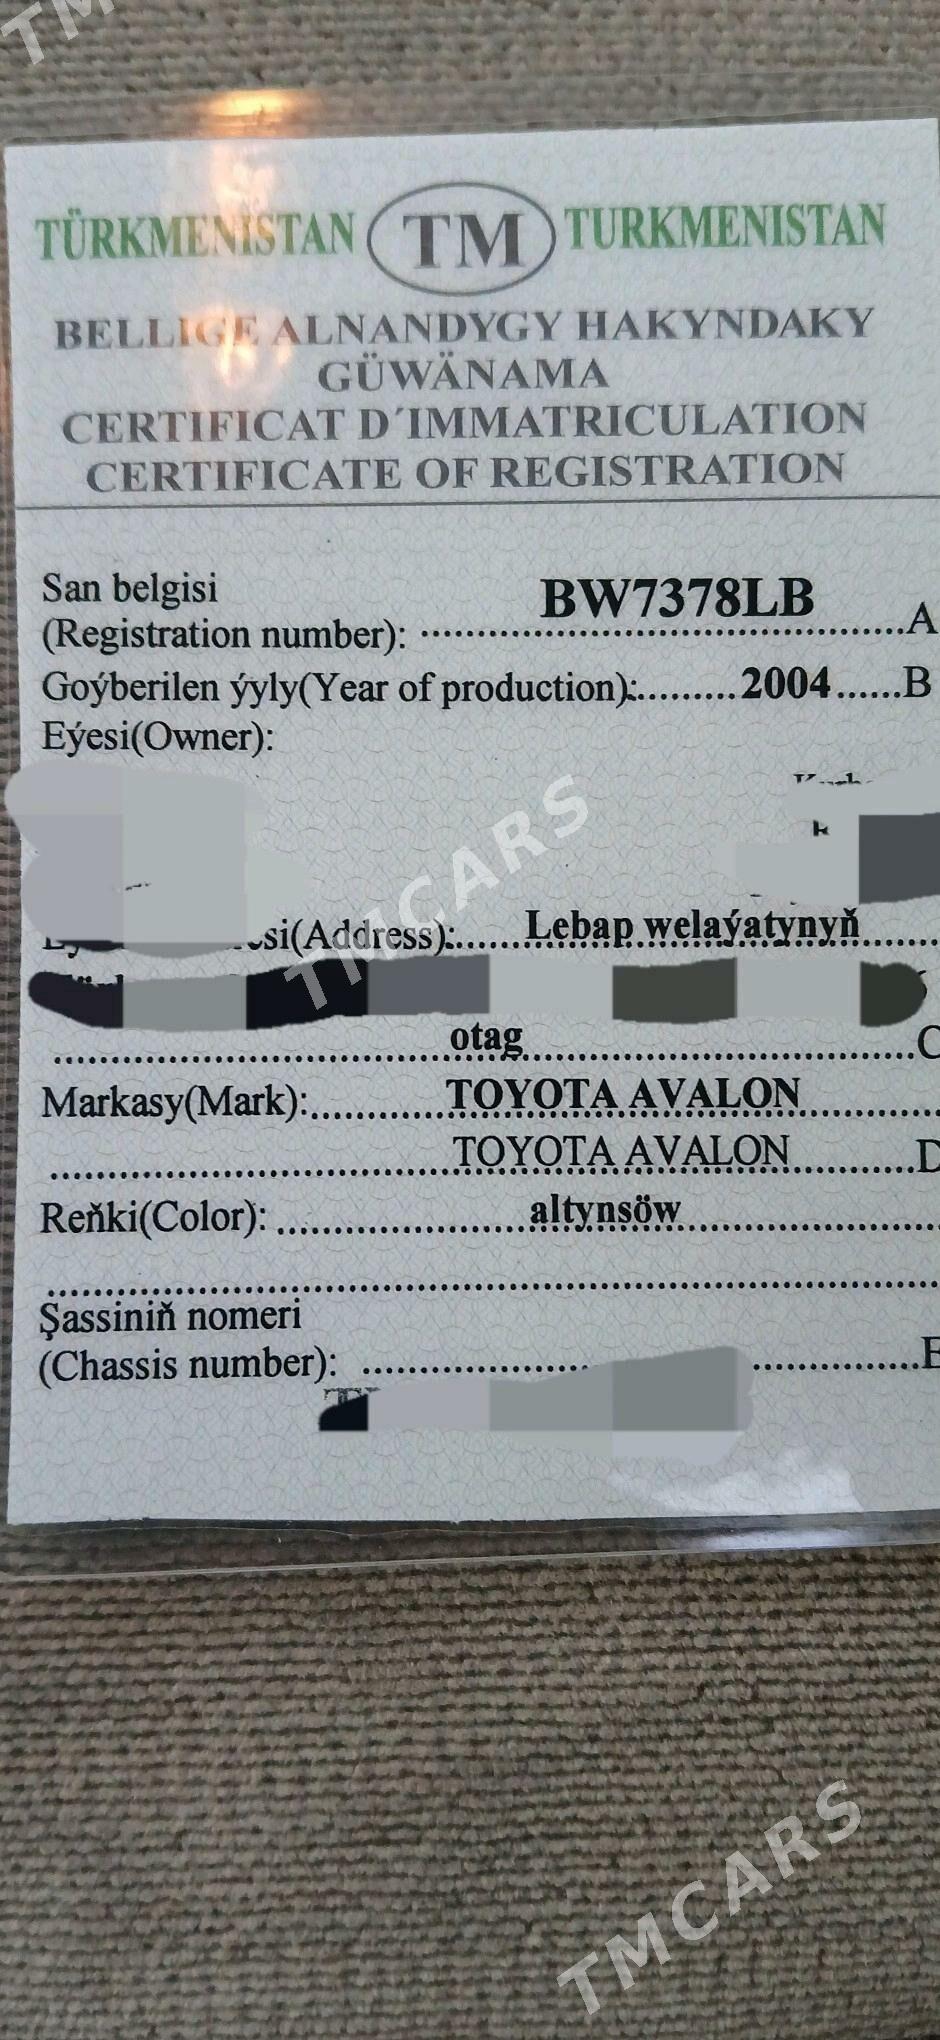 TM
TÜRKMENISTAN TM TURKMENISTAN
BELLIGE ALNANDYGY HAKYNDAKY
GÜWÄNAMA
CERTIFICAT D´IMMATRICULATION
CERTIFICATE OF REGISTRATION
San belgisi
BW7378LB
(Registration number): A
Goýberilen ýyly(Year of production): 2004 B
Eýesi(Owner):
TMCARS
si(Address): Lebap welaýatynyň
otag C
Markasy(Mark): TOYOTA AVALON
TOYOTA AVALON D
Reňki(Color): altynsöw
Şassiniň nomeri
(Chassis number): E
TMCARS